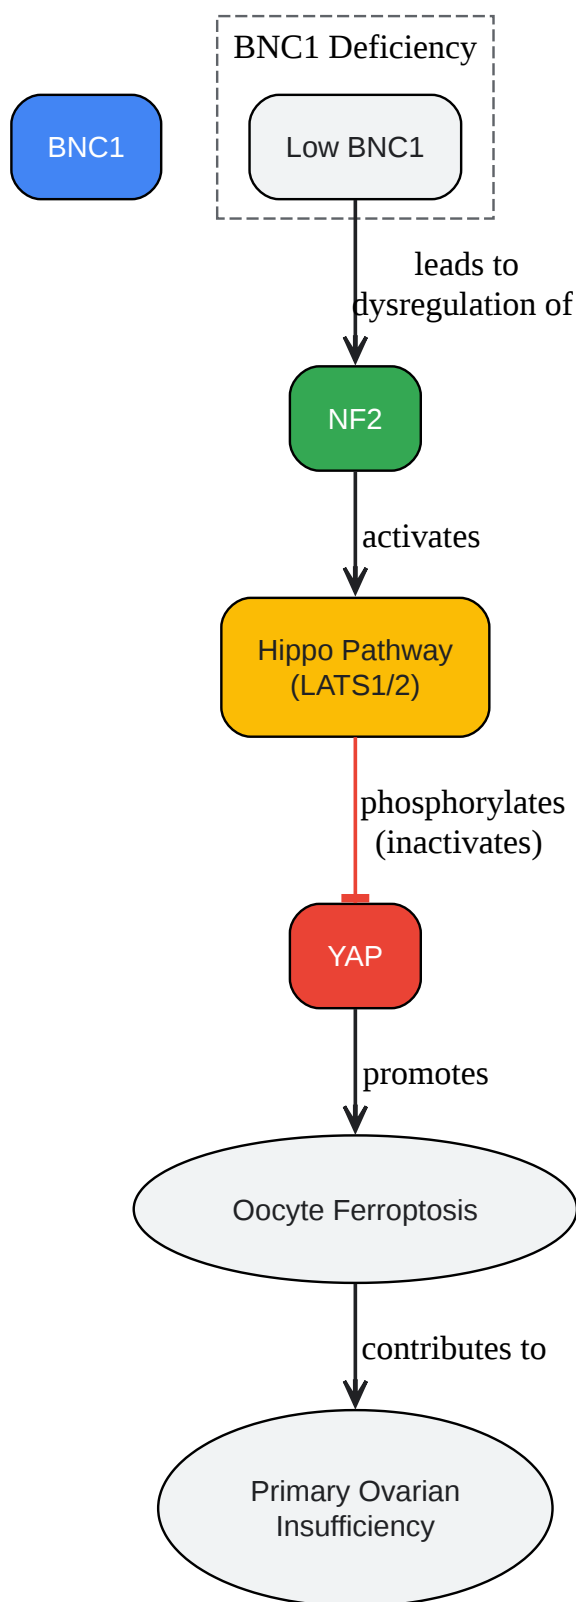 BNC1 Deficiency
BNC1
Low BNC1
leads to
dysregulation of
NF2
activates
Hippo Pathway
(LATS1/2)
phosphorylates
(inactivates)
YAP
promotes
Oocyte Ferroptosis
contributes to
Primary Ovarian
Insufficiency